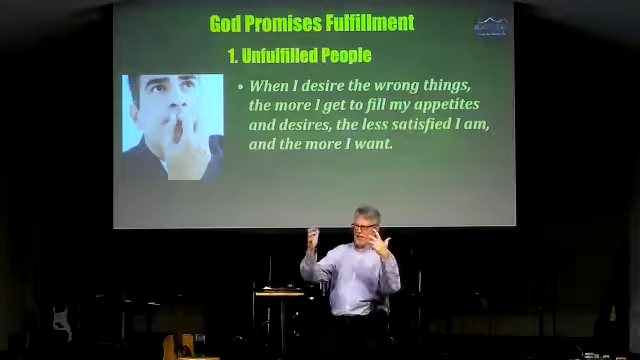 God Promises Fulfillment
1. Unfulfilled People
• When I desire the wrong things,
the more I get to fill my appetites
and desires, the less satisfied I am,
and the more I want.